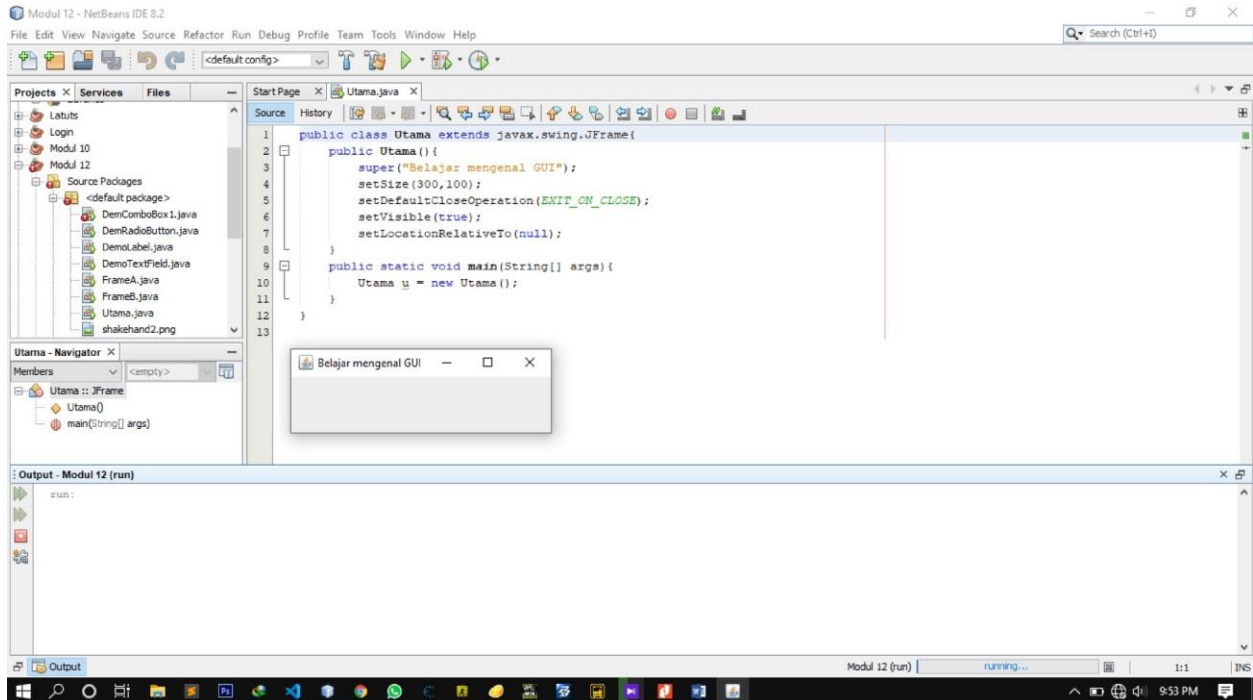 Modul 12 - NetBeans IDE 8.2
File Edit View Navigate Source Refactor Run Debug Profile Team Tools Window Help
Search (Ctrl+I)
<default config>
Projects Services Files
Start Page Utama.java
Source History
Latuts
Login
Modul 10
Modul 12
Source Packages
<default package>
DemComboBox1.java
DemRadioButton.java
DemoLabel.java
DemoTextField.java
FrameA.java
FrameB.java
Utama.java
shakehand2.png
1 public class Utama extends javax.swing.JFrame{
2 public Utama(){
3 super("Belajar mengenal GUI");
4 setSize(300,100);
5 setDefaultCloseOperation(EXIT_ON_CLOSE);
6 setVisible(true);
7 setLocationRelativeTo(null);
8 }
9 public static void main(String[] args){
10 Utama u = new Utama();
11 }
12 }
13
Utama - Navigator
Members <empty>
Utama :: JFrame
Utama()
main(String[] args)
Belajar mengenal GUI
Output - Modul 12 (run)
run:
Output
Modul 12 (run) running... 1:1 INS
9:53 PM